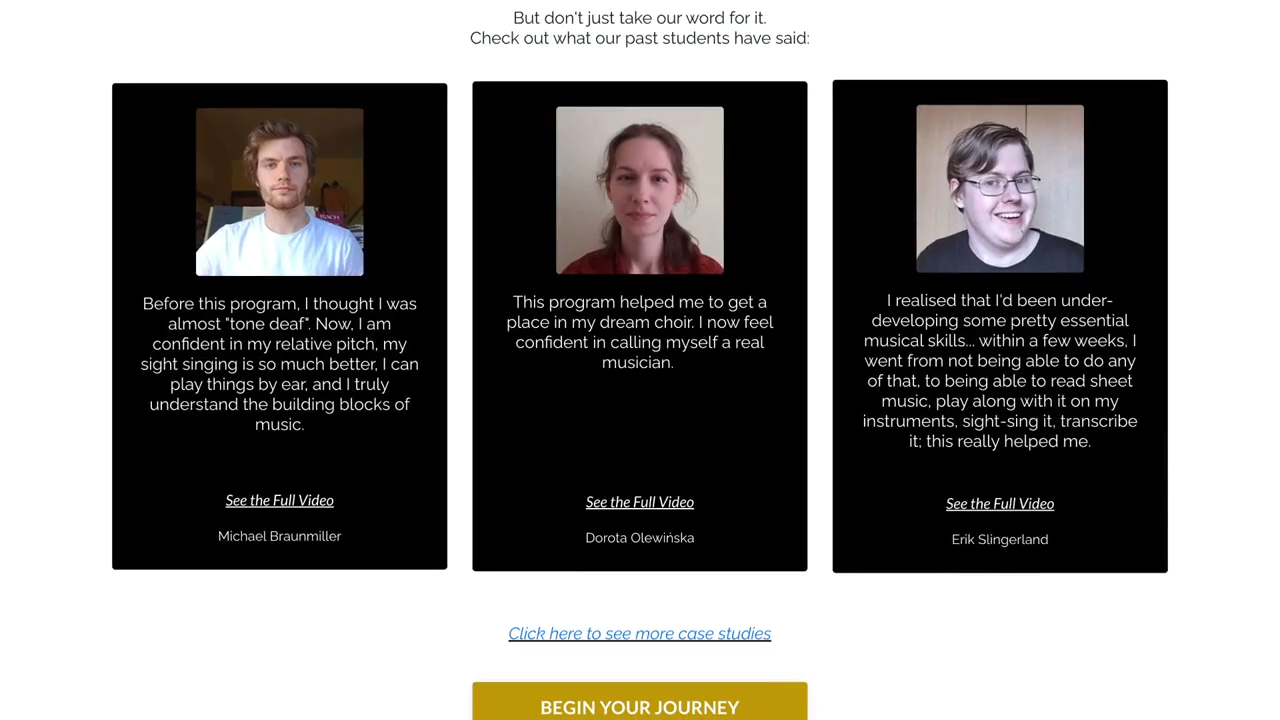 But don't just take our word for it.
Check out what our past students have said:
Before this program, I thought I was
almost "tone deaf". Now, I am
confident in my relative pitch, my
sight singing is so much better, I can
play things by ear, and I truly
understand the building blocks of
music.
See the Full Video
Michael Braunmiller
This program helped me to get a
place in my dream choir. I now feel
confident in calling myself a real
musician.
See the Full Video
Dorota Olewińska
I realised that I'd been under-
developing some pretty essential
musical skills... within a few weeks, I
went from not being able to do any
of that, to being able to read sheet
music, play along with it on my
instruments, sight-sing it, transcribe
it; this really helped me.
See the Full Video
Erik Slingerland
Click here to see more case studies
BEGIN YOUR JOURNEY